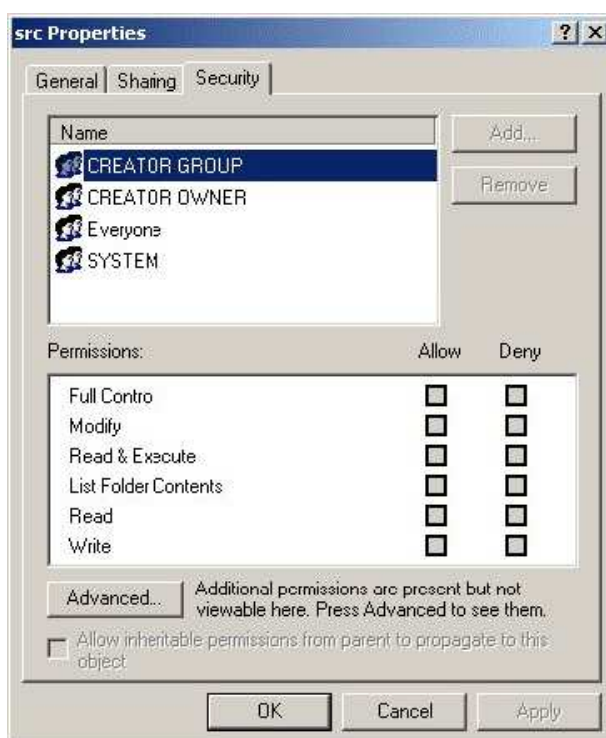 src Properties
? ×
General Sharing Security
Name
Add...
CREATOR GROUP
Remove
CREATOR OWNER
Everyone
SYSTEM
Permissions: Allow Deny
Full Contro
Modify
Read & Execute
List Folder Contents
Read
Write
Advanced... Additional permissions are present but not
viewable here. Press Advanced to see them.
Allow inheritable permissions from parent to propagate to this
object
OK Cancel Apply